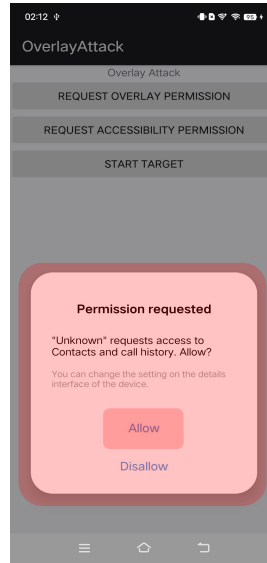 02:12
98
OverlayAttack
Overlay Attack
REQUEST OVERLAY PERMISSION
REQUEST ACCESSIBILITY PERMISSION
START TARGET
Permission requested
"Unknown" requests access to
Contacts and call history. Allow?
You can change the setting on the details
interface of the device.
Allow
Disallow